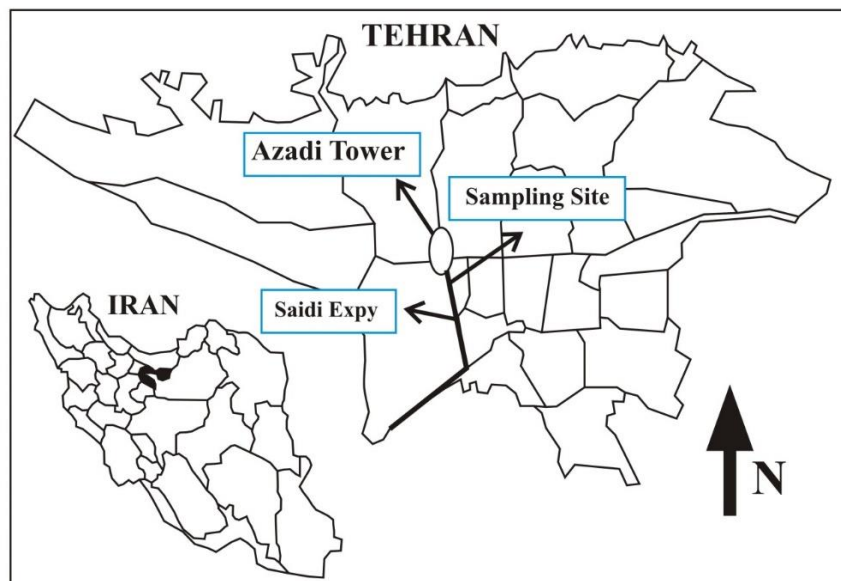 TEHRAN
Azadi Tower
Sampling Site
Saidi Expy
IRAN
N